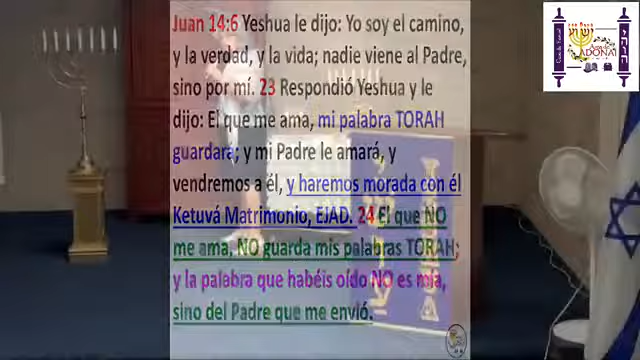 Juan 14:6 Yeshua le dijo: Yo soy el camino,
y la verdad, y la vida; nadie viene al Padre,
sino por mí. 23 Respondió Yeshua y le
dijo: El que me ama, mi palabra TORAH
guardara; y mi Padre le amará, y
vendremos a él, y haremos morada con él
Ketuvá Matrimonio, EJAD. 24 El que NO
me ama, NO guarda mis palabras TORAH;
y la palabra que habéis oído NO es mía,
sino del Padre que me envió.
ADONAI